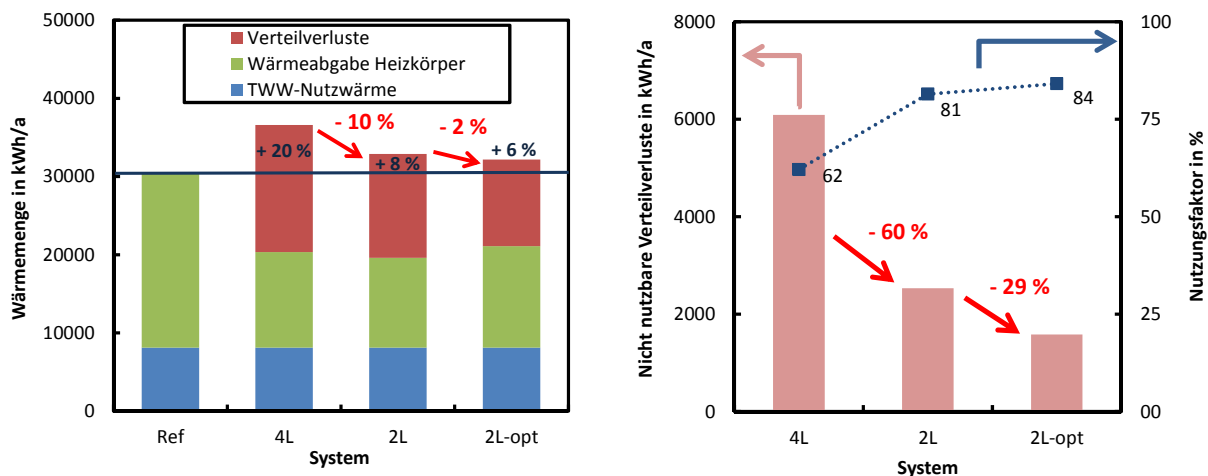 50000
40000
30000
20000
10000
0
Wärmemenge in kWh/a
Verteilverluste
Wärmeabgabe Heizkörper
TWW-Nutzwärme
- 10 %
- 2 %
+ 20 %
+ 8 %
+ 6 %
Ref
4L
2L
2L-opt
System
8000
6000
4000
2000
0
Nicht nutzbare Verteilverluste in kWh/a
62
81
84
- 60 %
- 29 %
100
75
50
25
00
Nutzungsfaktor in %
4L
2L
2L-opt
System